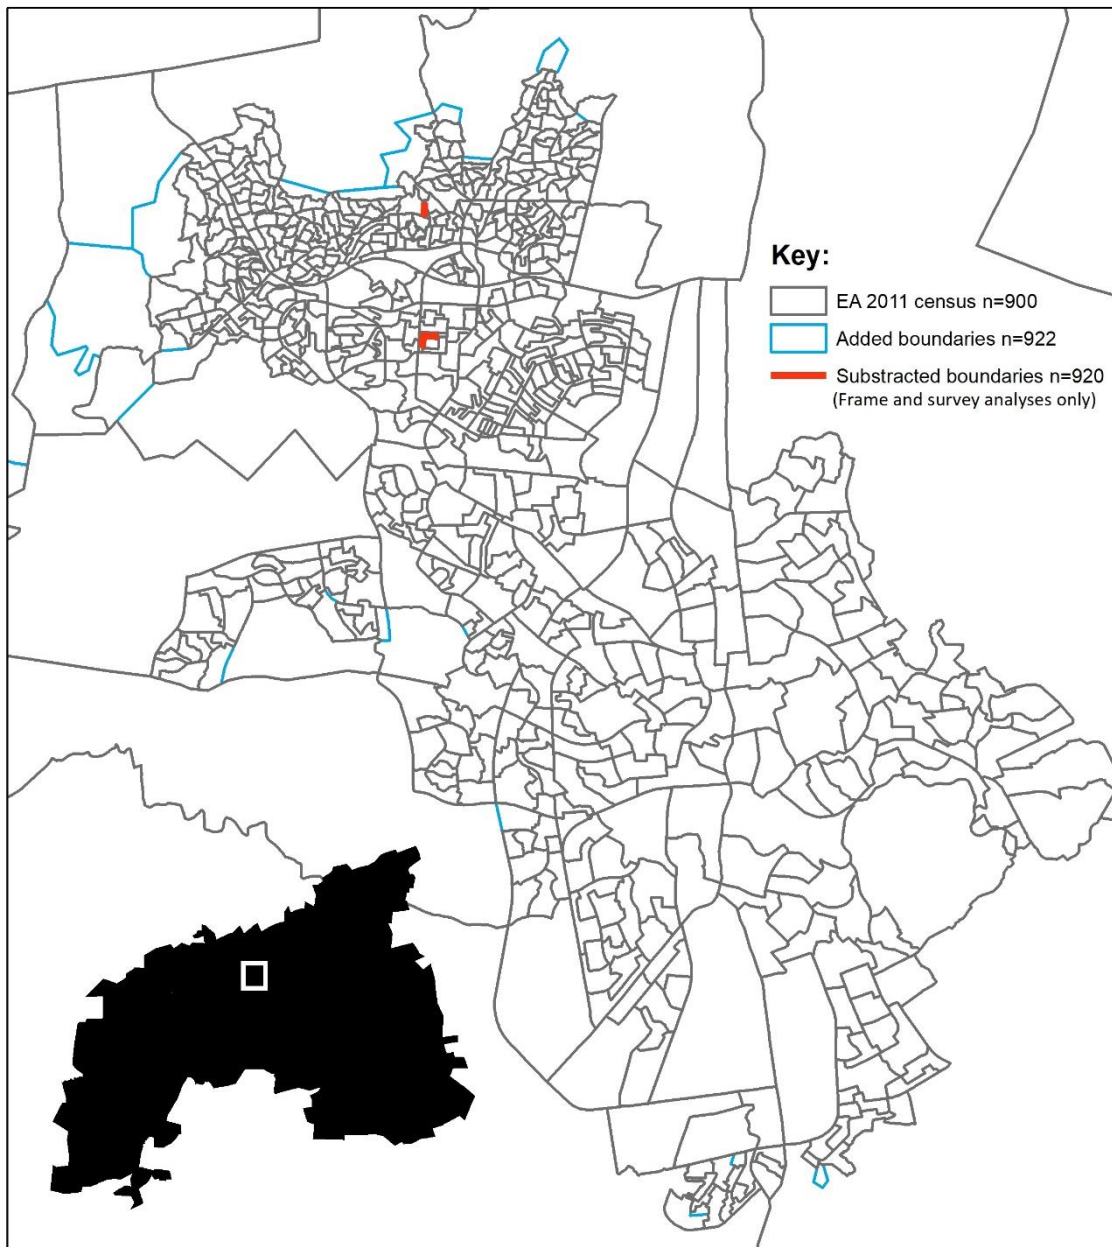 Key:
EA 2011 census n=900
Added boundaries n=922
Substracted boundaries n=920
(Frame and survey analyses only)